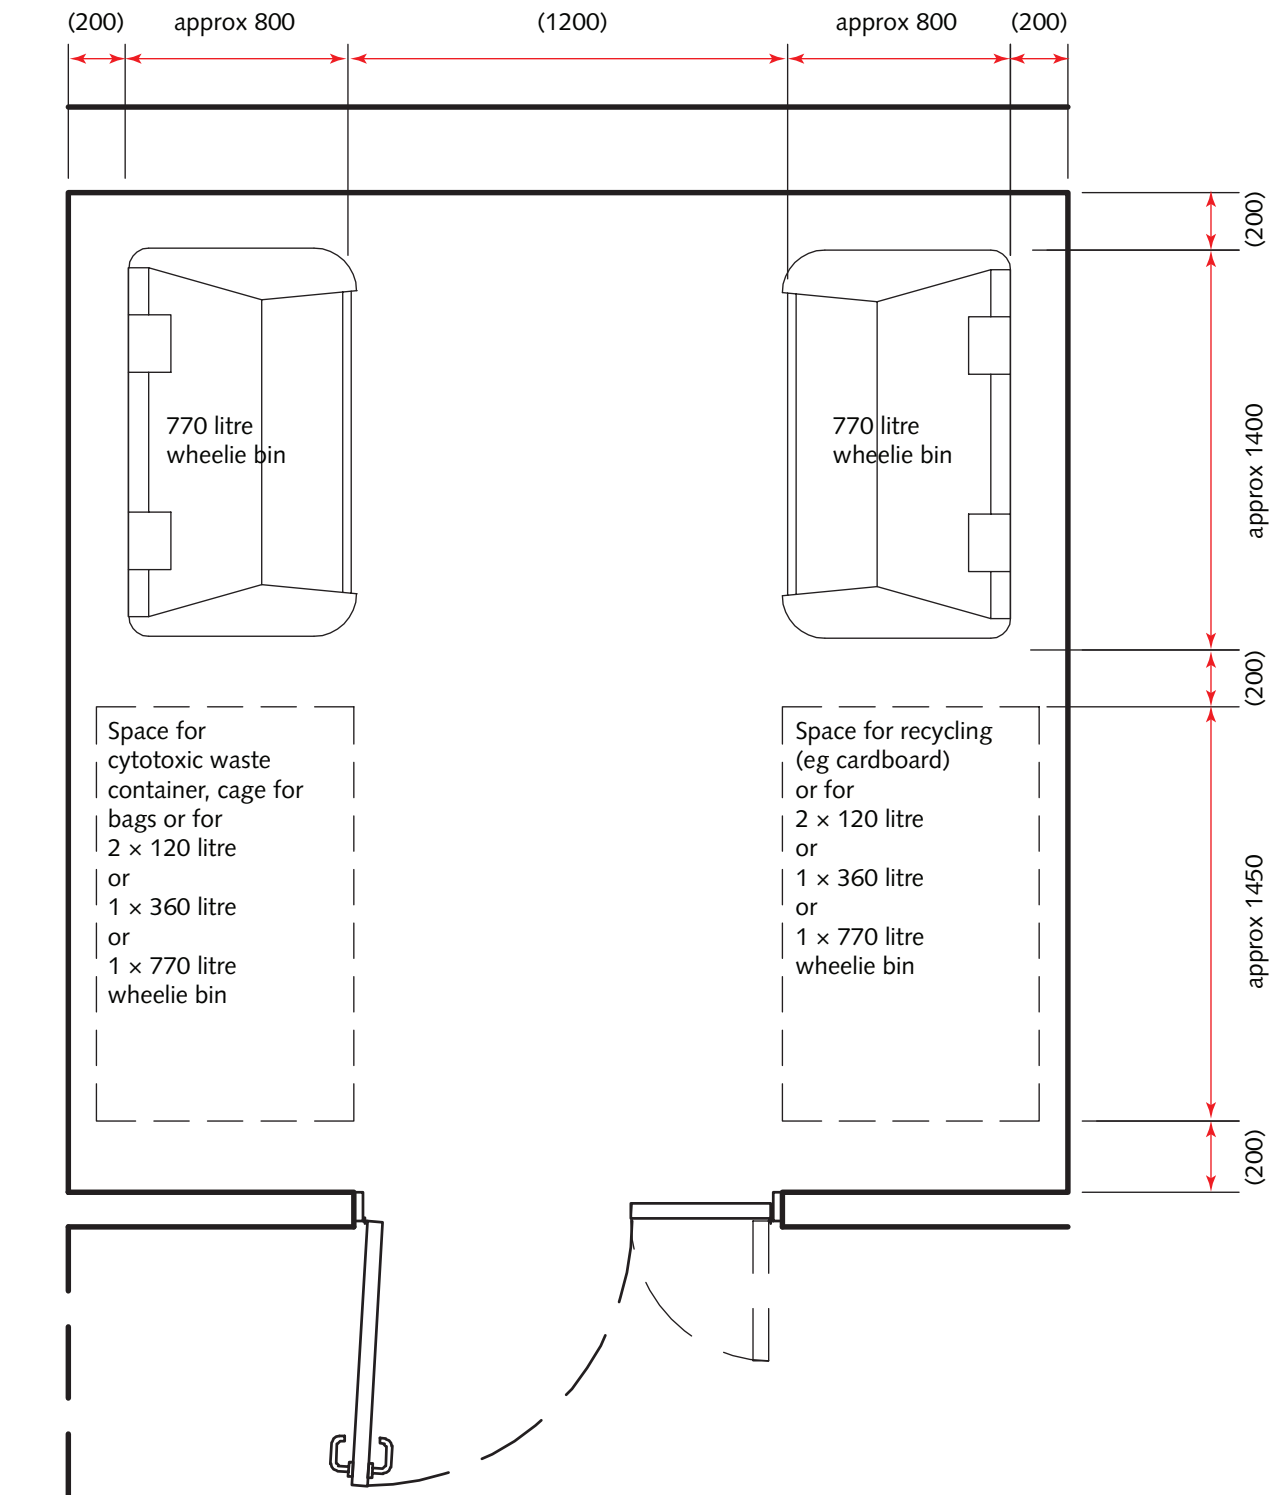 (200)
approx 800
(1200)
approx 800
(200)
(200)
approx 1400
(200)
approx 1450
(200)
770 litre
wheelie bin
770 litre
wheelie bin
Space for
cytotoxic waste
container, cage for
bags or for
2 × 120 litre
or
1 × 360 litre
or
1 × 770 litre
wheelie bin
Space for recycling
(eg cardboard)
or for
2 × 120 litre
or
1 × 360 litre
or
1 × 770 litre
wheelie bin